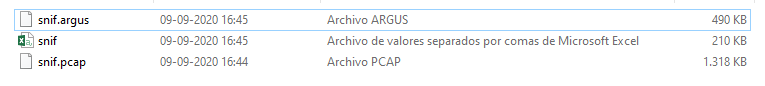 snif.argus 09-09-2020 16:45 Archivo ARGUS 490 KB
snif 09-09-2020 16:45 Archivo de valores separados por comas de Microsoft Excel 210 KB
snif.pcap 09-09-2020 16:44 Archivo PCAP 1.318 KB